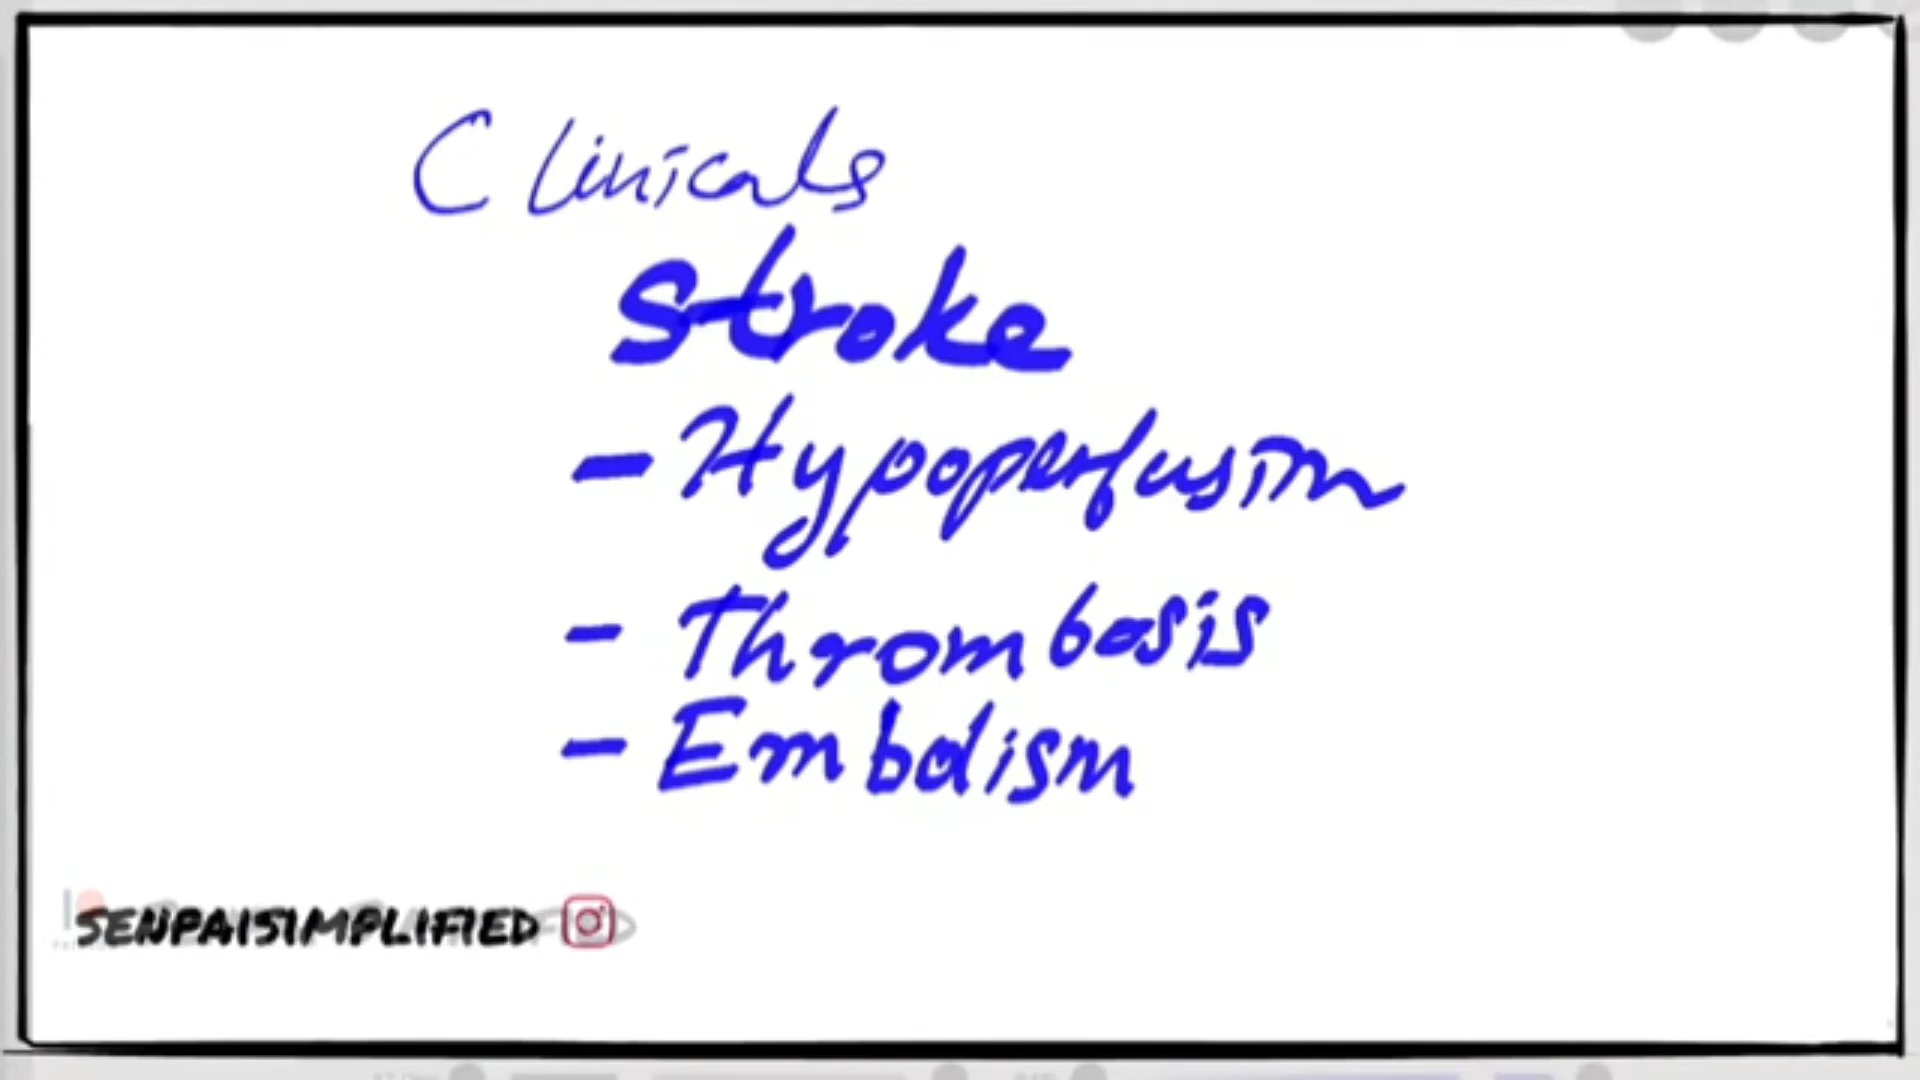 Clinicals
Stroke
- Hypoperfusion
- Thrombosis
- Embolism
SENPAISIMPLIFIED